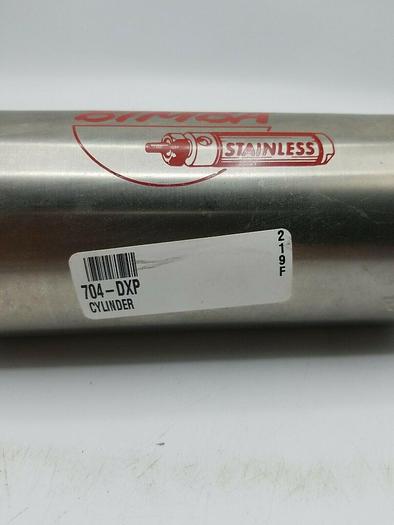 STAINLESS
704-DXP
CYLINDER
219F